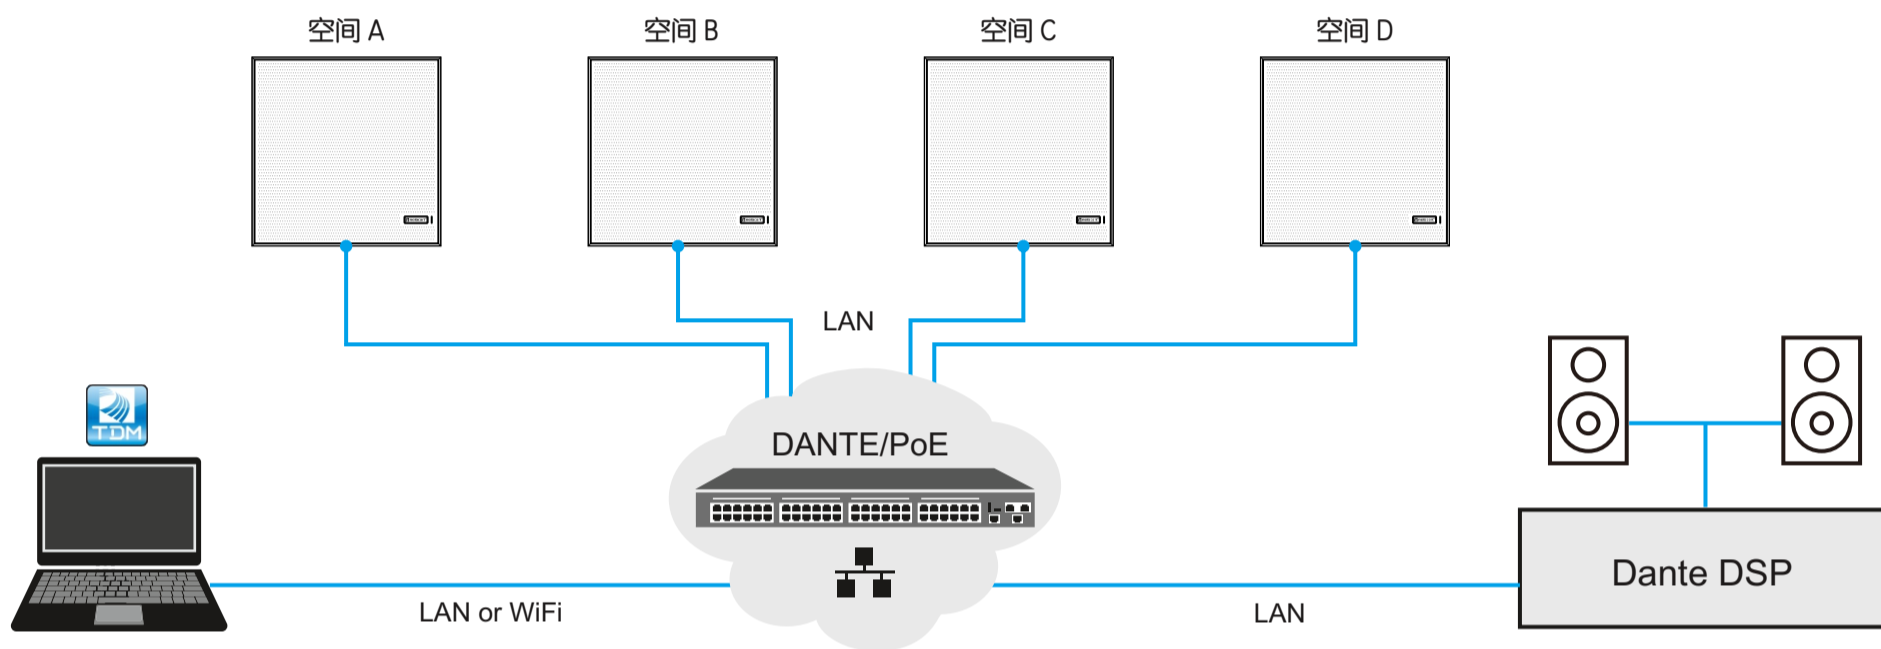 空间 A
空间 B
空间 C
空间 D
LAN
TDM
DANTE/PoE
Dante DSP
LAN or WiFi
LAN